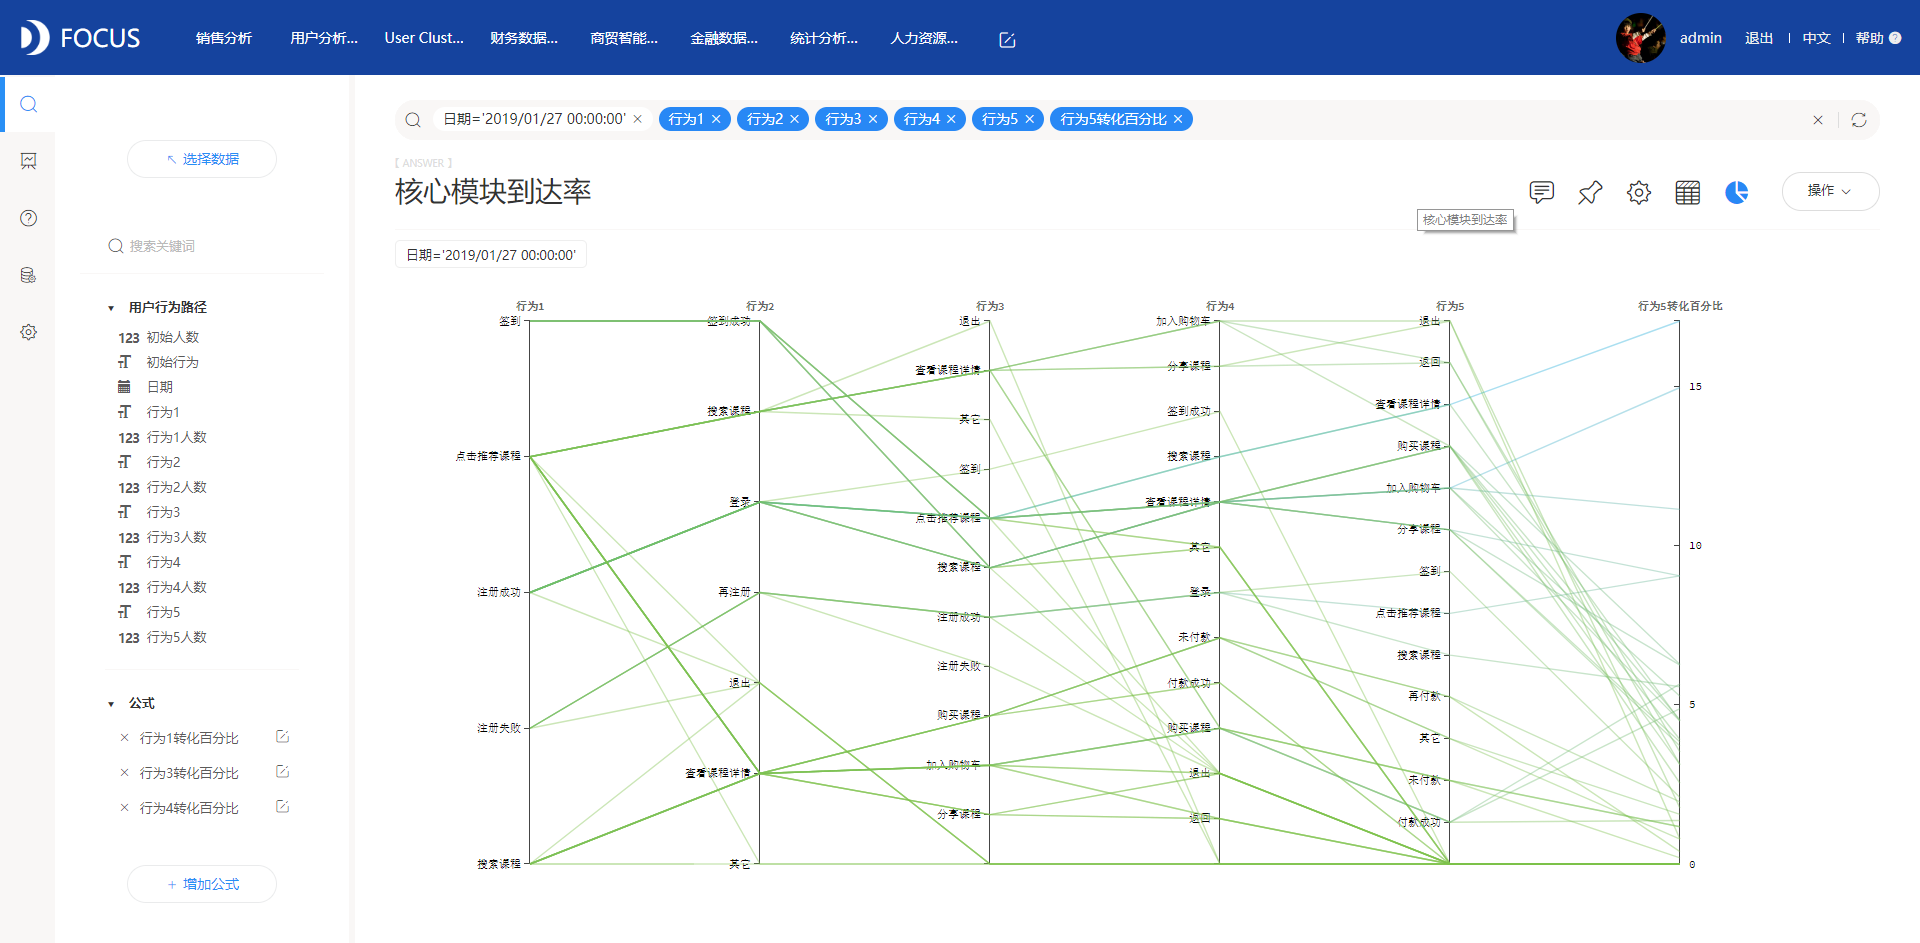 FOCUS 销售分析 用户分析... User Clust... 财务数据... 商贸智能... 金融数据... 统计分析... 人力资源... admin 退出 中文 帮助 ?
日期='2019/01/27 00:00:00' × 行为1 × 行为2 × 行为3 × 行为4 × 行为5 × 行为5转化百分比 ×
选择数据
搜索关键词
用户行为路径
123 初始人数
тT 初始行为
日期
тT 行为1
123 行为1人数
тT 行为2
123 行为2人数
тT 行为3
123 行为3人数
тT 行为4
123 行为4人数
тT 行为5
123 行为5人数
公式
× 行为1转化百分比
× 行为3转化百分比
× 行为4转化百分比
+ 增加公式
[ ANSWER ]
核心模块到达率
操作
核心模块到达率
日期='2019/01/27 00:00:00'
行为1
签到
点击推荐课程
注册成功
注册失败
搜索课程
行为2
签到成功
搜索课程
登录
再注册
退出
查看课程详情
其它
行为3
退出
查看课程详情
其它
签到
点击推荐课程
搜索课程
注册成功
注册失败
购买课程
加入购物车
分享课程
行为4
加入购物车
分享课程
签到成功
搜索课程
查看课程详情
其它
登录
未付款
付款成功
购买课程
退出
返回
行为5
退出
返回
查看课程详情
购买课程
加入购物车
分享课程
签到
点击推荐课程
搜索课程
再付款
其它
未付款
付款成功
行为5转化百分比
15
10
5
0